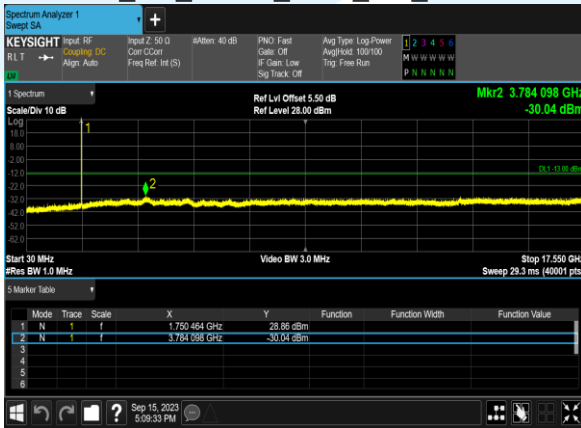 Spectrum Analyzer 1
Swept SA
+
KEYSIGHT Input: RF Input Z: 50 Ω #Atten: 40 dB PNO: Fast Avg Type: Log-Power 1 2 3 4 5 6
RLT Coupling: DC Corr CCorr Gate: Off Avg|Hold: 100/100 M W W W W W
Align: Auto Freq Ref: Int (S) IF Gain: Low Trig: Free Run
Sig Track: Off P N N N N N
1 Spectrum Ref Lvl Offset 5.50 dB Mkr2 3.784 098 GHz
Scale/Div 10 dB Ref Level 28.00 dBm -30.04 dBm
Log
18.0 1
8.00
-2.00
DL1 -13.00 dBm
-12.0
-22.0 2
-32.0
-42.0
-52.0
-62.0
Start 30 MHz Video BW 3.0 MHz Stop 17.550 GHz
#Res BW 1.0 MHz Sweep 29.3 ms (40001 pts)
5 Marker Table
Mode Trace Scale X Y Function Function Width Function Value
1 N 1 f 1.750 464 GHz 28.86 dBm
2 N 1 f 3.784 098 GHz -30.04 dBm
3
4
5
6
? Sep 15, 2023
5:09:33 PM